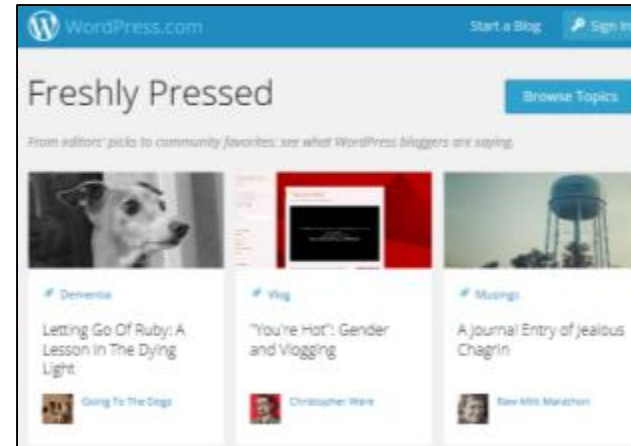 WordPress.com
Start a Blog
Sign In
Freshly Pressed
Browse Topics
From editors' picks to community favorites: see what WordPress bloggers are saying.
Dementia
Letting Go Of Ruby: A
Lesson In The Dying
Light
Going To The Dogs
Vlog
"You're Hot": Gender
and Vlogging
Christopher Were
Musings
A Journal Entry of Jealous
Chagrin
Raw Milk Marathon